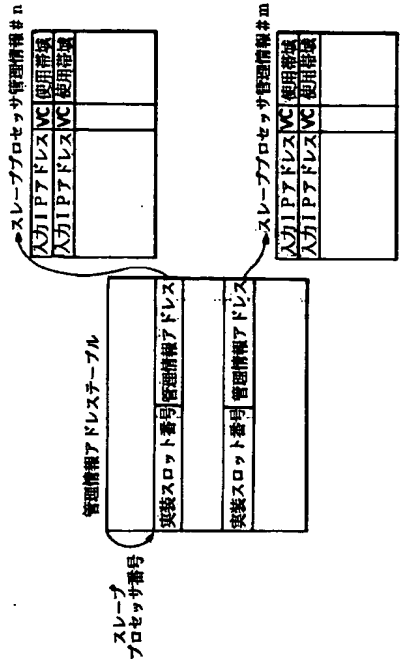 管理情報アドレステーブル
スレーブ
プロセッサ番号
実装スロット番号 管理情報アドレス
実装スロット番号 管理情報アドレス
スレーブプロセッサ管理情報#n
入力IPアドレス VC 使用帯域
入力IPアドレス VC 使用帯域
スレーブプロセッサ管理情報#m
入力IPアドレス VC 使用帯域
入力IPアドレス VC 使用帯域